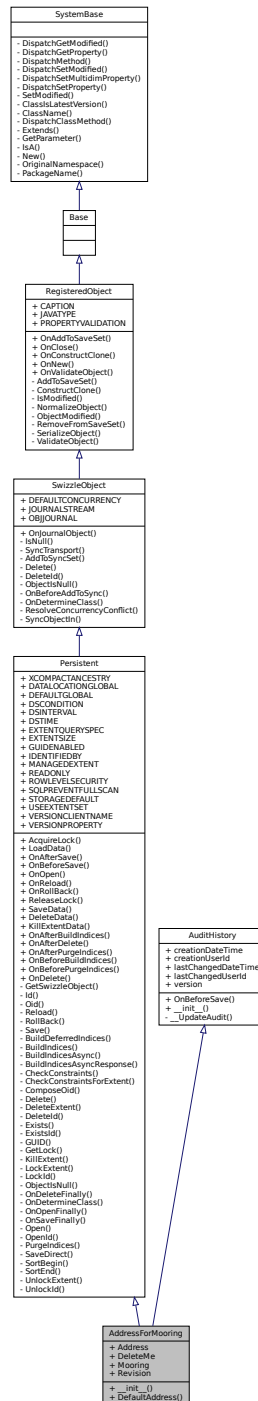 SystemBase
- DispatchGetModified()
- DispatchGetProperty()
- DispatchMethod()
- DispatchSetModified()
- DispatchSetMultidimProperty()
- DispatchSetProperty()
- SetModified()
- ClassIsLatestVersion()
- ClassName()
- DispatchClassMethod()
- Extends()
- GetParameter()
- IsA()
- New()
- OriginalNamespace()
- PackageName()
Base
RegisteredObject
+ CAPTION
+ JAVATYPE
+ PROPERTYVALIDATION
+ OnAddToSaveSet()
+ OnClose()
+ OnConstructClone()
+ OnNew()
+ OnValidateObject()
- AddToSaveSet()
- ConstructClone()
- IsModified()
- NormalizeObject()
- ObjectModified()
- RemoveFromSaveSet()
- SerializeObject()
- ValidateObject()
SwizzleObject
+ DEFAULTCONCURRENCY
+ JOURNALSTREAM
+ OBJJOURNAL
+ OnJournalObject()
- IsNull()
- SyncTransport()
- AddToSyncSet()
- Delete()
- DeleteId()
- ObjectIsNull()
- OnBeforeAddToSync()
- OnDetermineClass()
- ResolveConcurrencyConflict()
- SyncObjectIn()
Persistent
+ XCOMPACTANCESTRY
+ DATALOCATIONGLOBAL
+ DEFAULTGLOBAL
+ DSCONDITION
+ DSINTERVAL
+ DSTIME
+ EXTENTQUERYSPEC
+ EXTENTSIZE
+ GUIDENABLED
+ IDENTIFIEDBY
+ MANAGEDEXTENT
+ READONLY
+ ROWLEVELSECURITY
+ SQLPREVENTFULLSCAN
+ STORAGEDEFAULT
+ USEEXTENTSET
+ VERSIONCLIENTNAME
+ VERSIONPROPERTY
+ AcquireLock()
+ LoadData()
+ OnAfterSave()
+ OnBeforeSave()
+ OnOpen()
+ OnReload()
+ OnRollBack()
+ ReleaseLock()
+ SaveData()
+ DeleteData()
+ KillExtentData()
+ OnAfterBuildIndices()
+ OnAfterDelete()
+ OnAfterPurgeIndices()
+ OnBeforeBuildIndices()
+ OnBeforePurgeIndices()
+ OnDelete()
- GetSwizzleObject()
- Id()
- Oid()
- Reload()
- RollBack()
- Save()
- BuildDeferredIndices()
- BuildIndices()
- BuildIndicesAsync()
- BuildIndicesAsyncResponse()
- CheckConstraints()
- CheckConstraintsForExtent()
- ComposeOid()
- Delete()
- DeleteExtent()
- DeleteId()
- Exists()
- ExistsId()
- GUID()
- GetLock()
- KillExtent()
- LockExtent()
- LockId()
- ObjectIsNull()
- OnDeleteFinally()
- OnDetermineClass()
- OnOpenFinally()
- OnSaveFinally()
- Open()
- OpenId()
- PurgeIndices()
- SaveDirect()
- SortBegin()
- SortEnd()
- UnlockExtent()
- UnlockId()
AuditHistory
+ creationDateTime
+ creationUserId
+ lastChangedDateTime
+ lastChangedUserId
+ version
+ OnBeforeSave()
+ __init__()
- __UpdateAudit()
AddressForMooring
+ Address
+ DeleteMe
+ Mooring
+ Revision
+ __init__()
+ DefaultAddress()